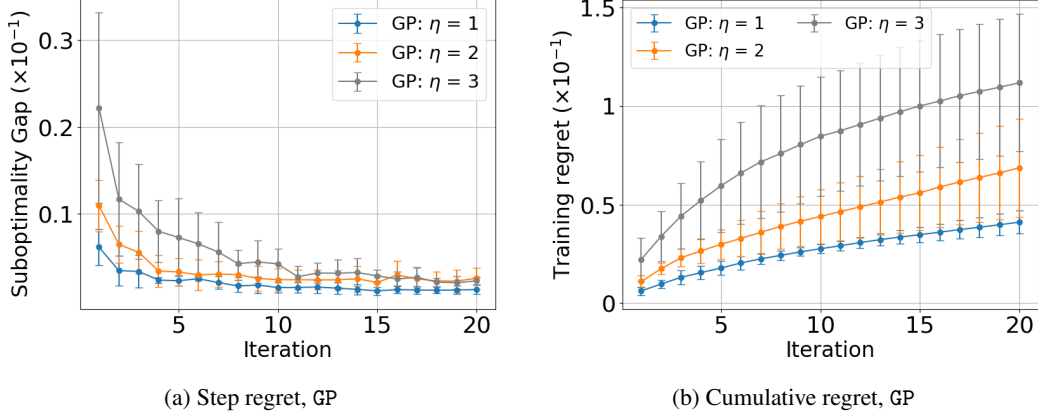 Suboptimality Gap (×10⁻¹)
0.3
0.2
0.1
GP: η = 1
GP: η = 2
GP: η = 3
5
10
15
20
Iteration
(a) Step regret, GP
Training regret (×10⁻¹)
1.5
1
0.5
0
GP: η = 1
GP: η = 3
GP: η = 2
5
10
15
20
Iteration
(b) Cumulative regret, GP